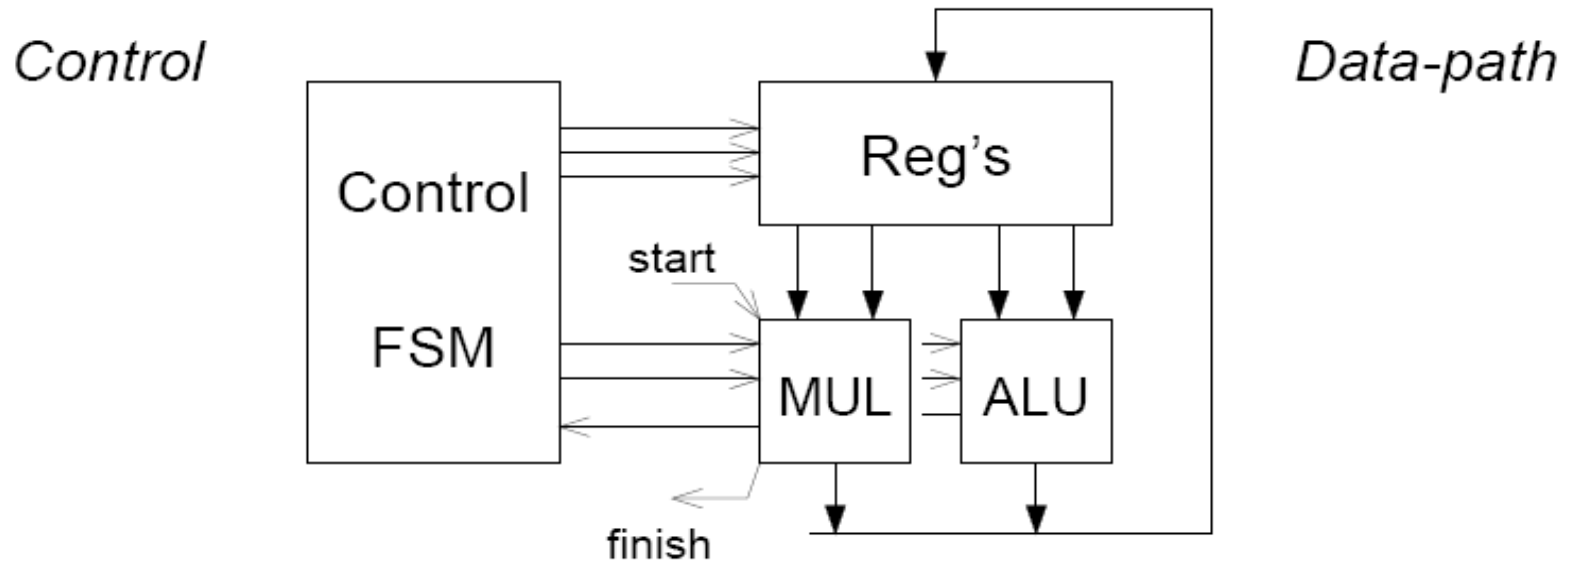 Control
Data-path
Control
FSM
Reg's
start
MUL
ALU
finish